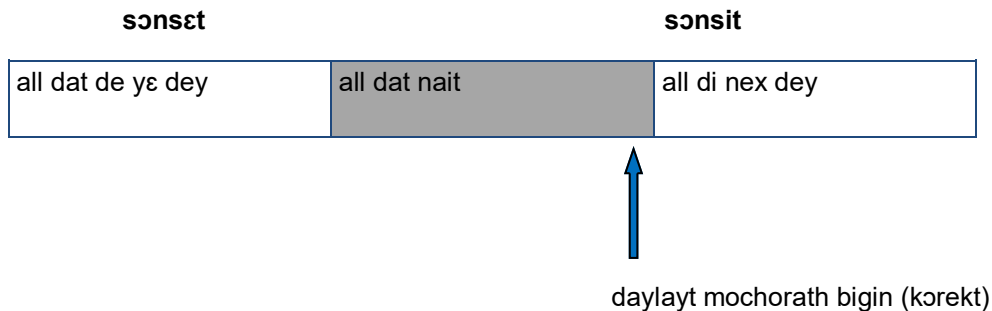 sɔnsɛt sɔnsit
all dat de yɛ dey all dat nait all di nex dey
daylayt mochorath bigin (kɔrekt)